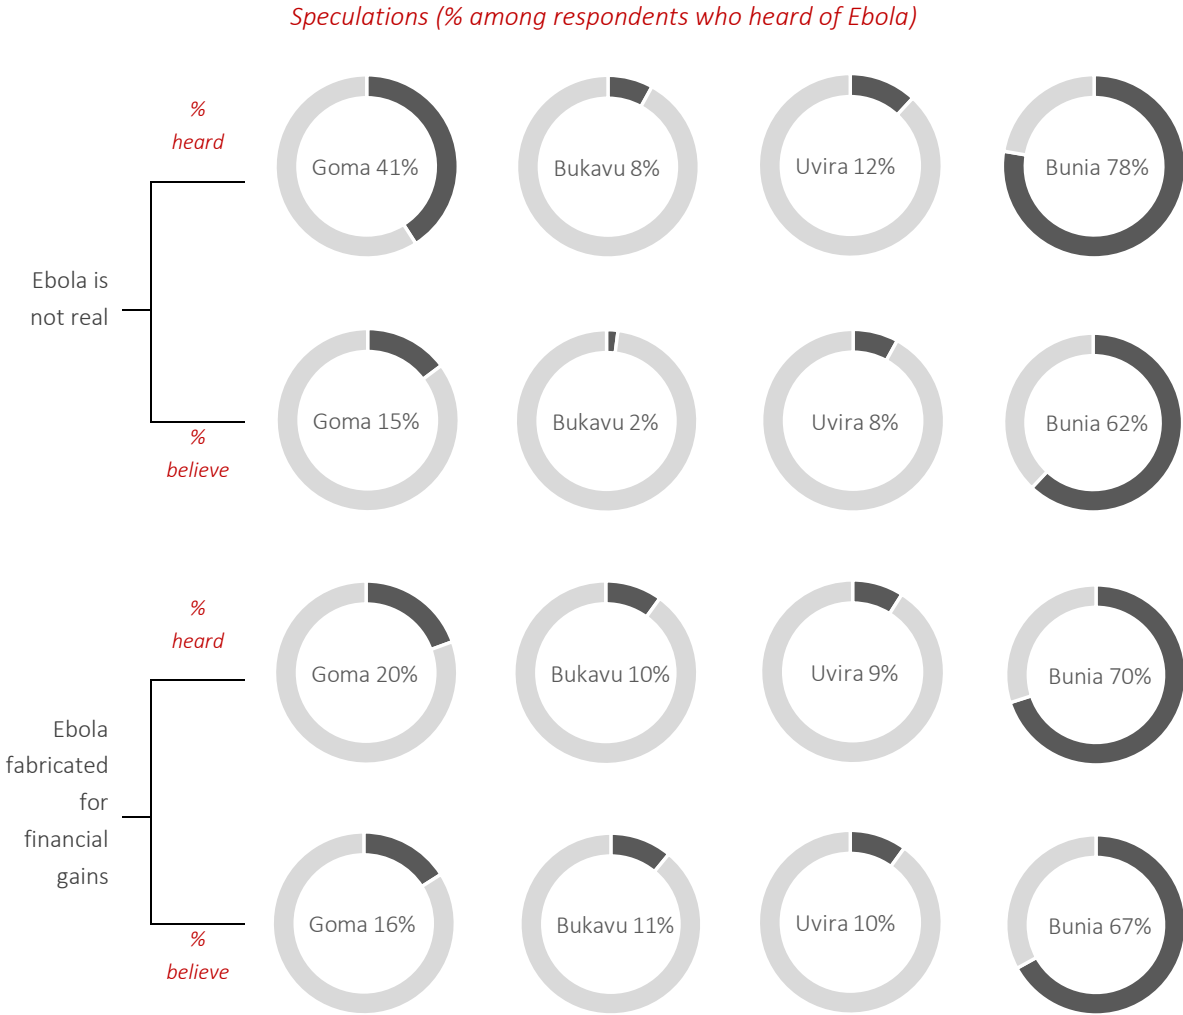 Speculations (% among respondents who heard of Ebola)
%
heard
Goma 41%
Bukavu 8%
Uvira 12%
Bunia 78%
Ebola is
not real
Goma 15%
Bukavu 2%
Uvira 8%
Bunia 62%
%
believe
%
heard
Goma 20%
Bukavu 10%
Uvira 9%
Bunia 70%
Ebola
fabricated
for
financial
gains
Goma 16%
Bukavu 11%
Uvira 10%
Bunia 67%
%
believe